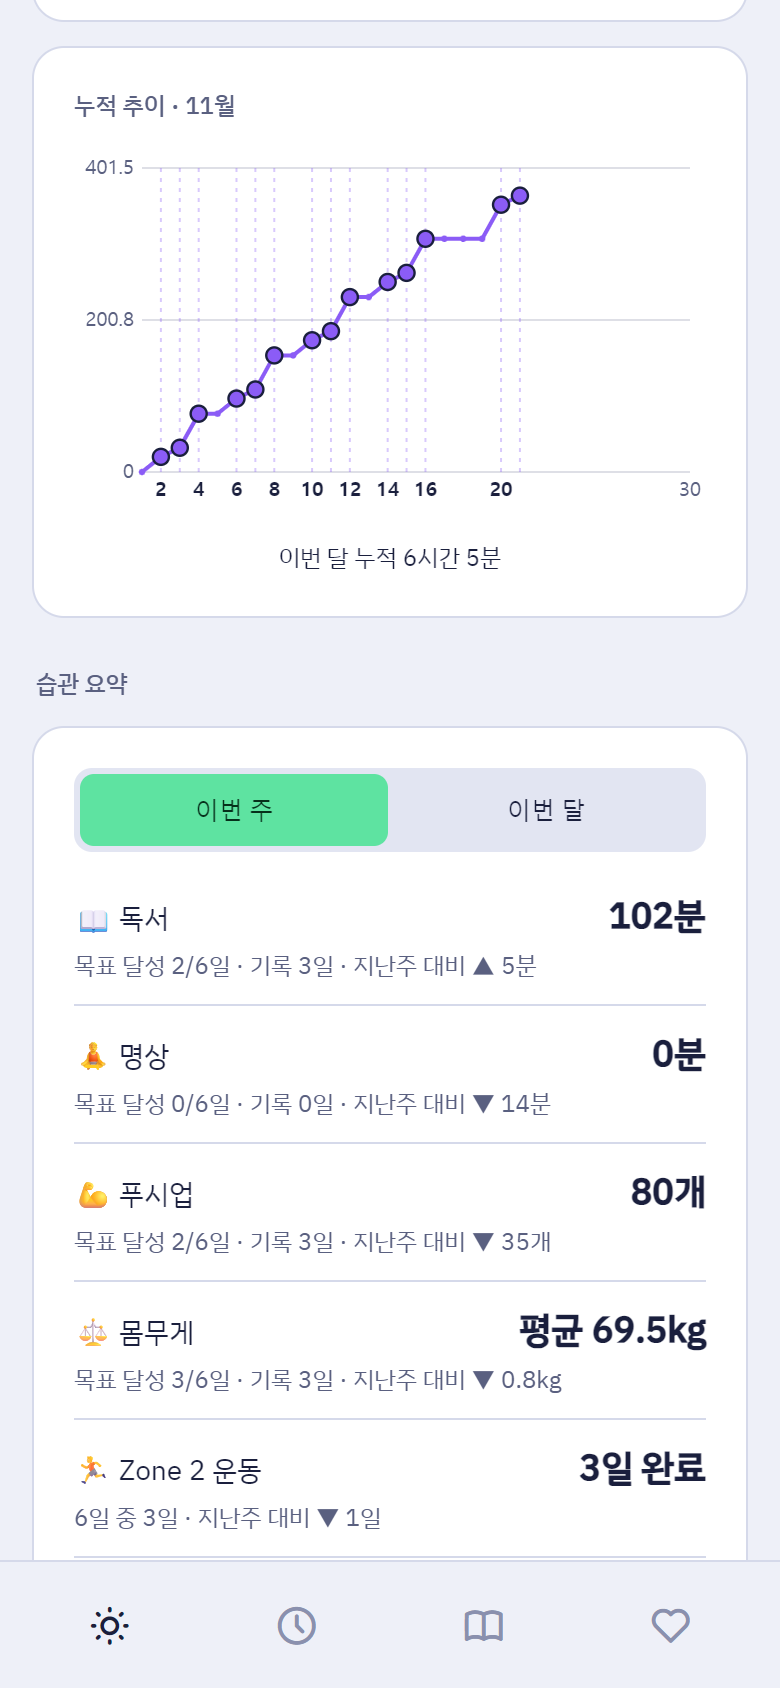 누적 추이 · 11월
401.5
200.8
0
2 4 6 8 10 12 14 16 20 30
이번 달 누적 6시간 5분
습관 요약
이번 주 이번 달
독서 102분
목표 달성 2/6일 · 기록 3일 · 지난주 대비 ▲ 5분
명상 0분
목표 달성 0/6일 · 기록 0일 · 지난주 대비 ▼ 14분
푸시업 80개
목표 달성 2/6일 · 기록 3일 · 지난주 대비 ▼ 35개
몸무게 평균 69.5kg
목표 달성 3/6일 · 기록 3일 · 지난주 대비 ▼ 0.8kg
Zone 2 운동 3일 완료
6일 중 3일 · 지난주 대비 ▼ 1일